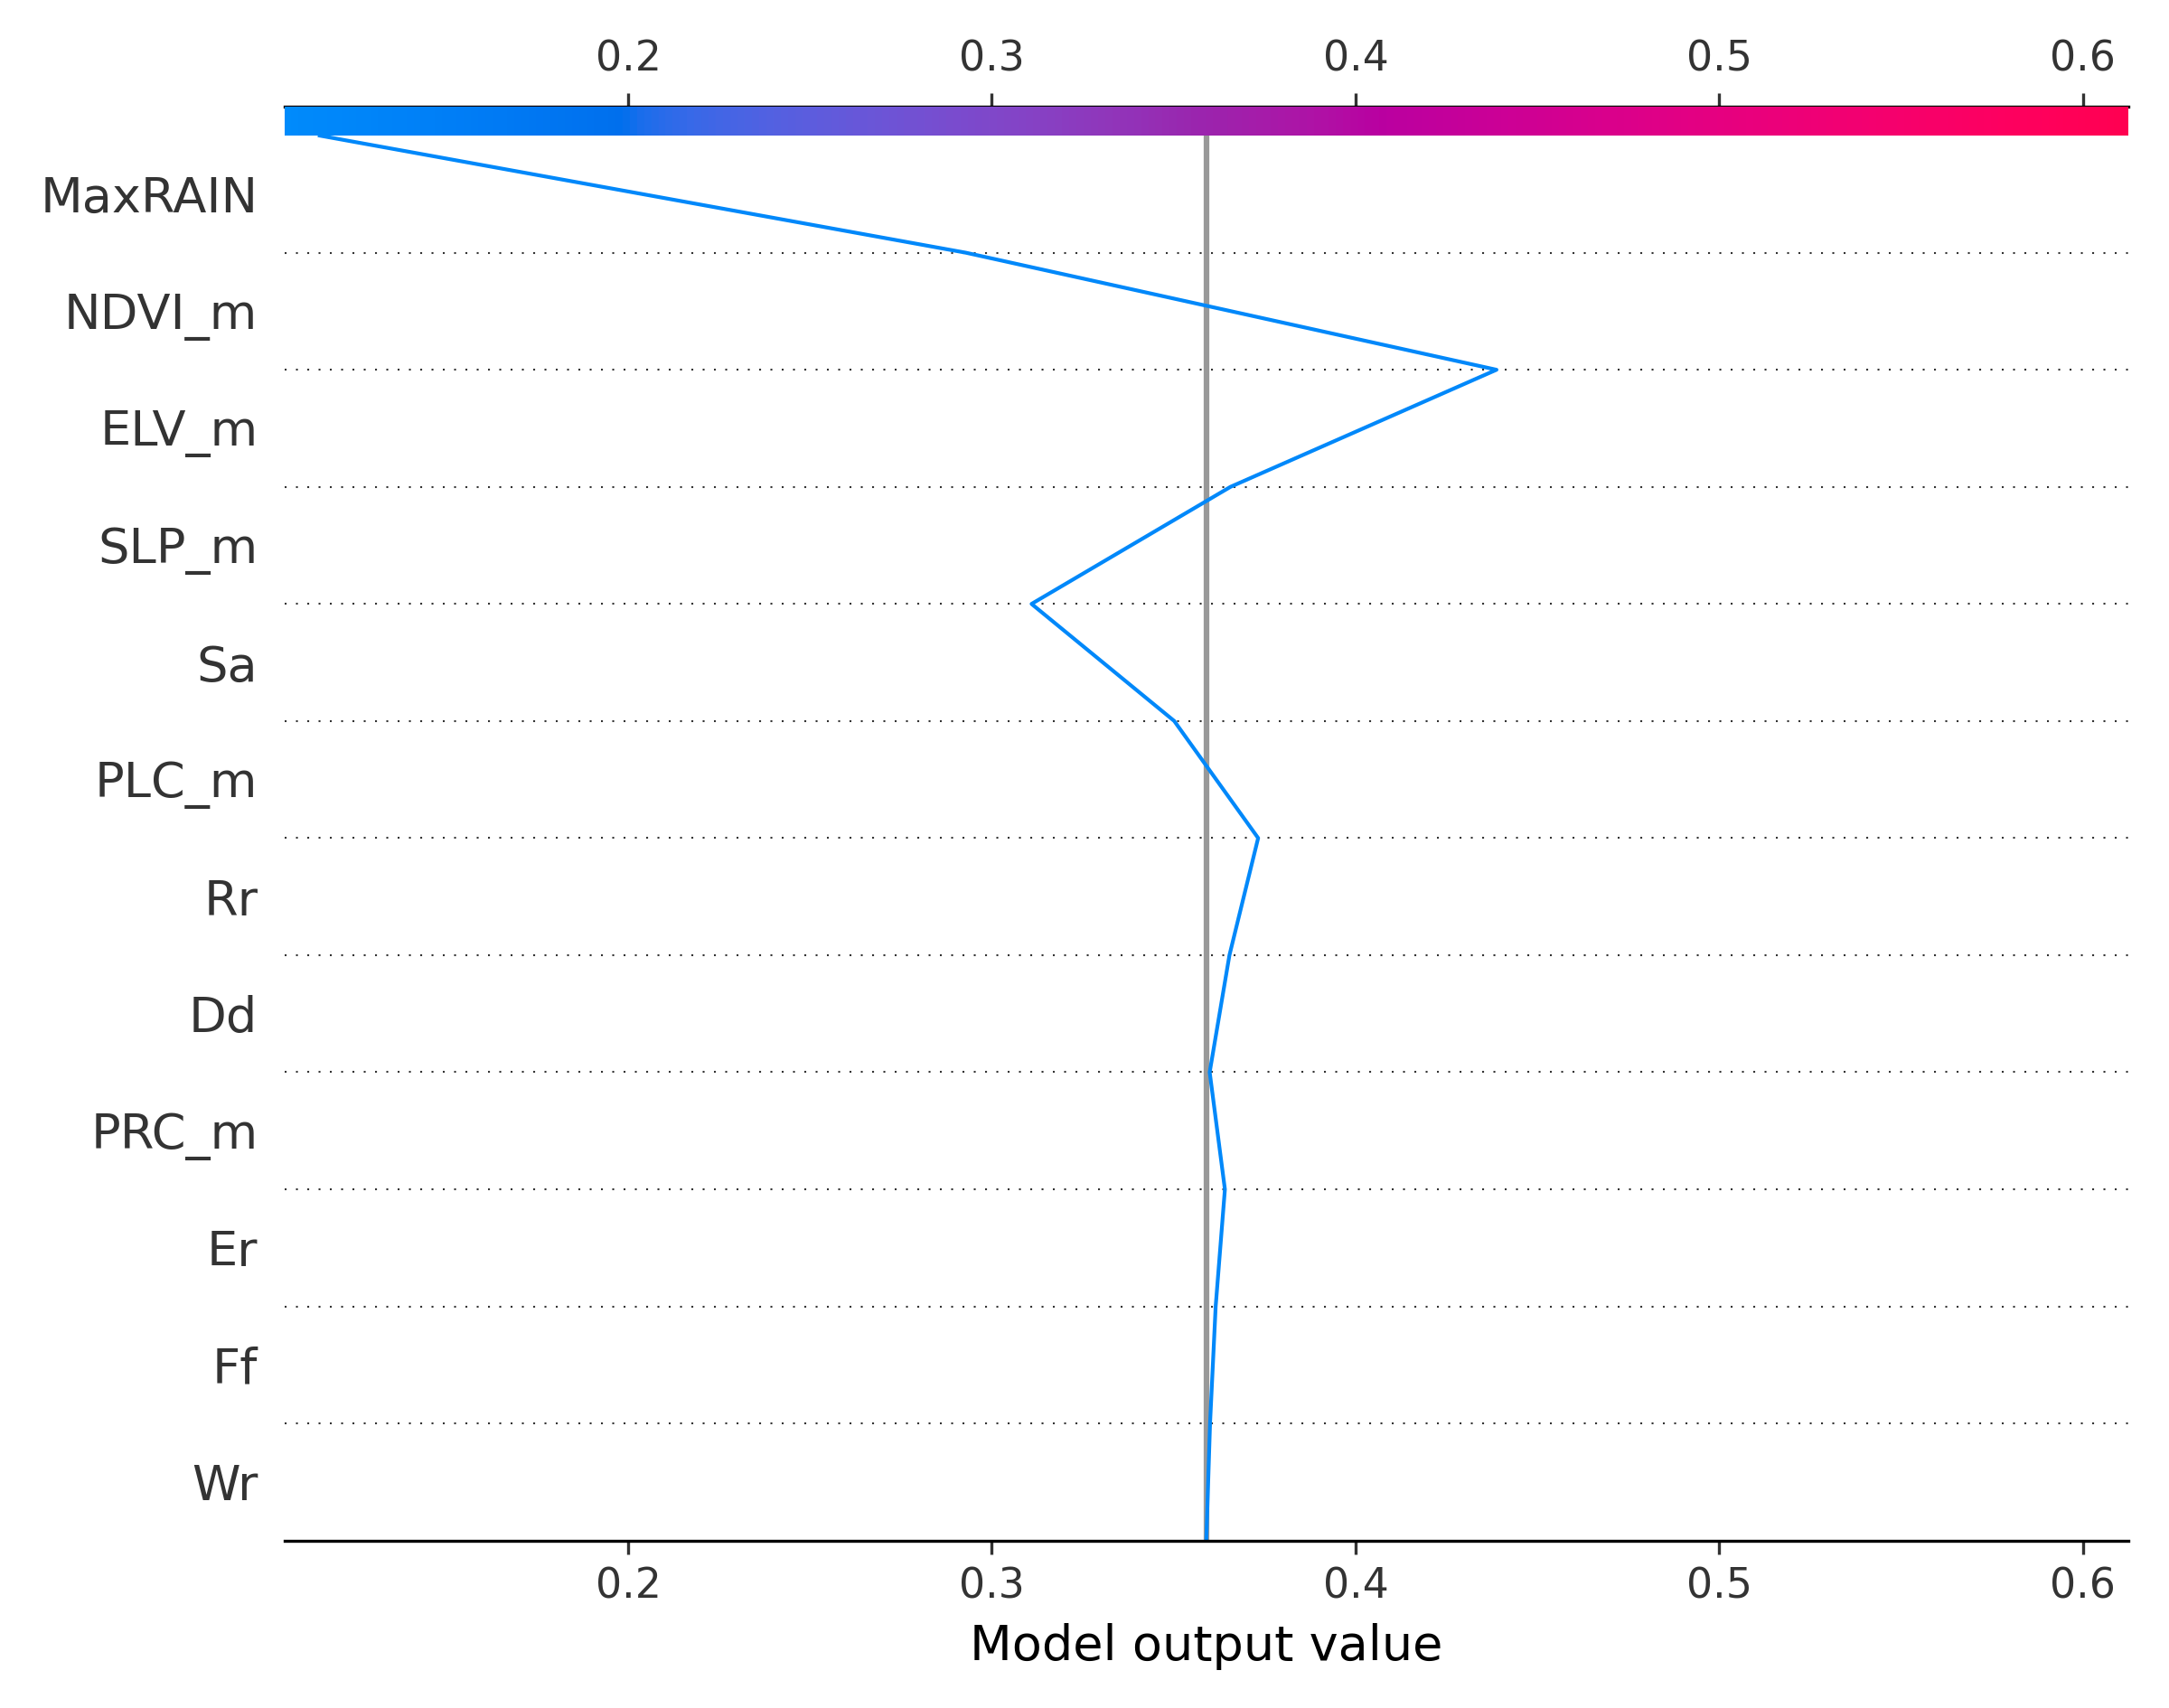 0.2 0.3 0.4 0.5 0.6
MaxRAIN
NDVI_m
ELV_m
SLP_m
Sa
PLC_m
Rr
Dd
PRC_m
Er
Ff
Wr
0.2 0.3 0.4 0.5 0.6
Model output value